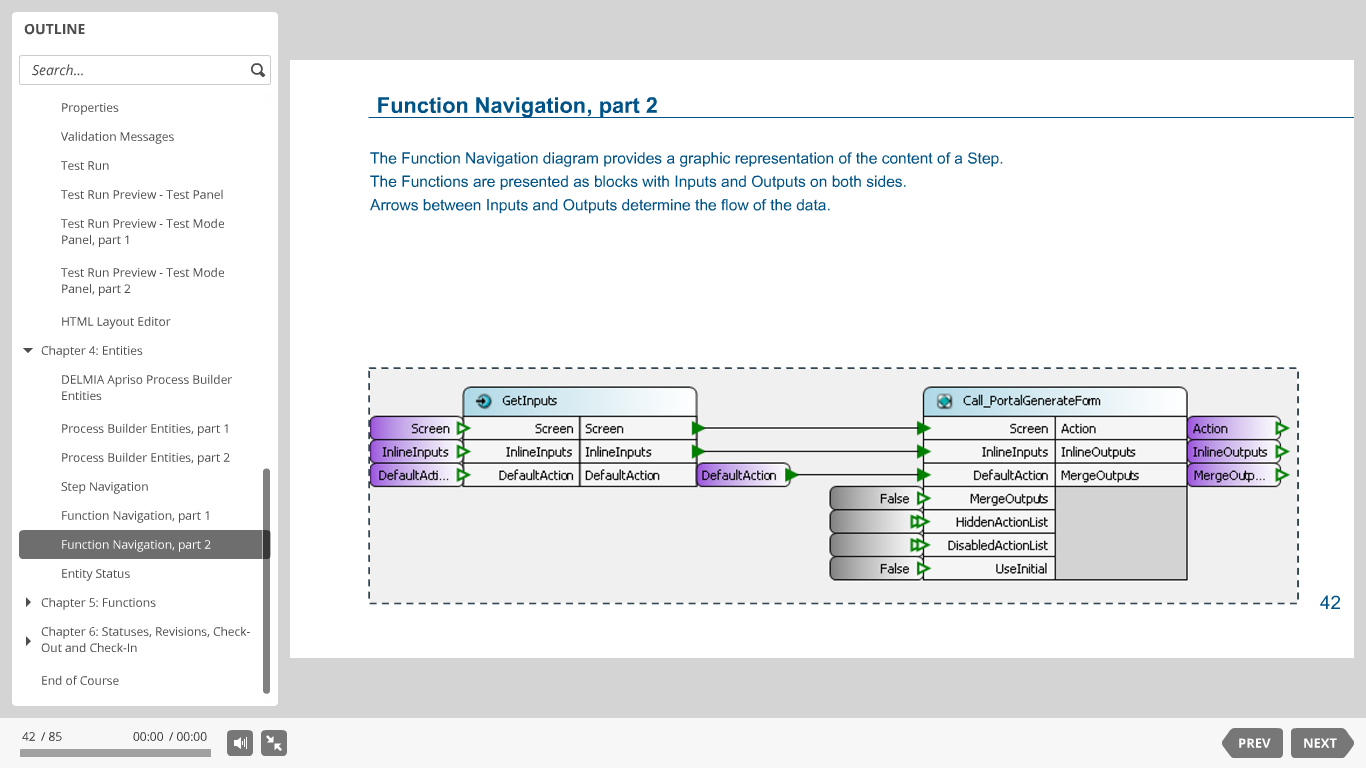 OUTLINE
Search...
Properties
Validation Messages
Test Run
Test Run Preview - Test Panel
Test Run Preview - Test Mode
Panel, part 1
Test Run Preview - Test Mode
Panel, part 2
HTML Layout Editor
Chapter 4: Entities
DELMIA Apriso Process Builder
Entities
Process Builder Entities, part 1
Process Builder Entities, part 2
Step Navigation
Function Navigation, part 1
Function Navigation, part 2
Entity Status
Chapter 5: Functions
Chapter 6: Statuses, Revisions, Check-
Out and Check-In
End of Course
Function Navigation, part 2
The Function Navigation diagram provides a graphic representation of the content of a Step.
The Functions are presented as blocks with Inputs and Outputs on both sides.
Arrows between Inputs and Outputs determine the flow of the data.
GetInputs Call_PortalGenerateForm
Screen Screen Screen Screen Action Action
InlineInputs InlineInputs InlineInputs InlineInputs InlineOutputs InlineOutputs
DefaultActi... DefaultAction DefaultAction DefaultAction DefaultAction MergeOutputs MergeOutp...
False MergeOutputs
HiddenActionList
DisabledActionList
False UseInitial
42
42 / 85 00:00 / 00:00 PREV NEXT